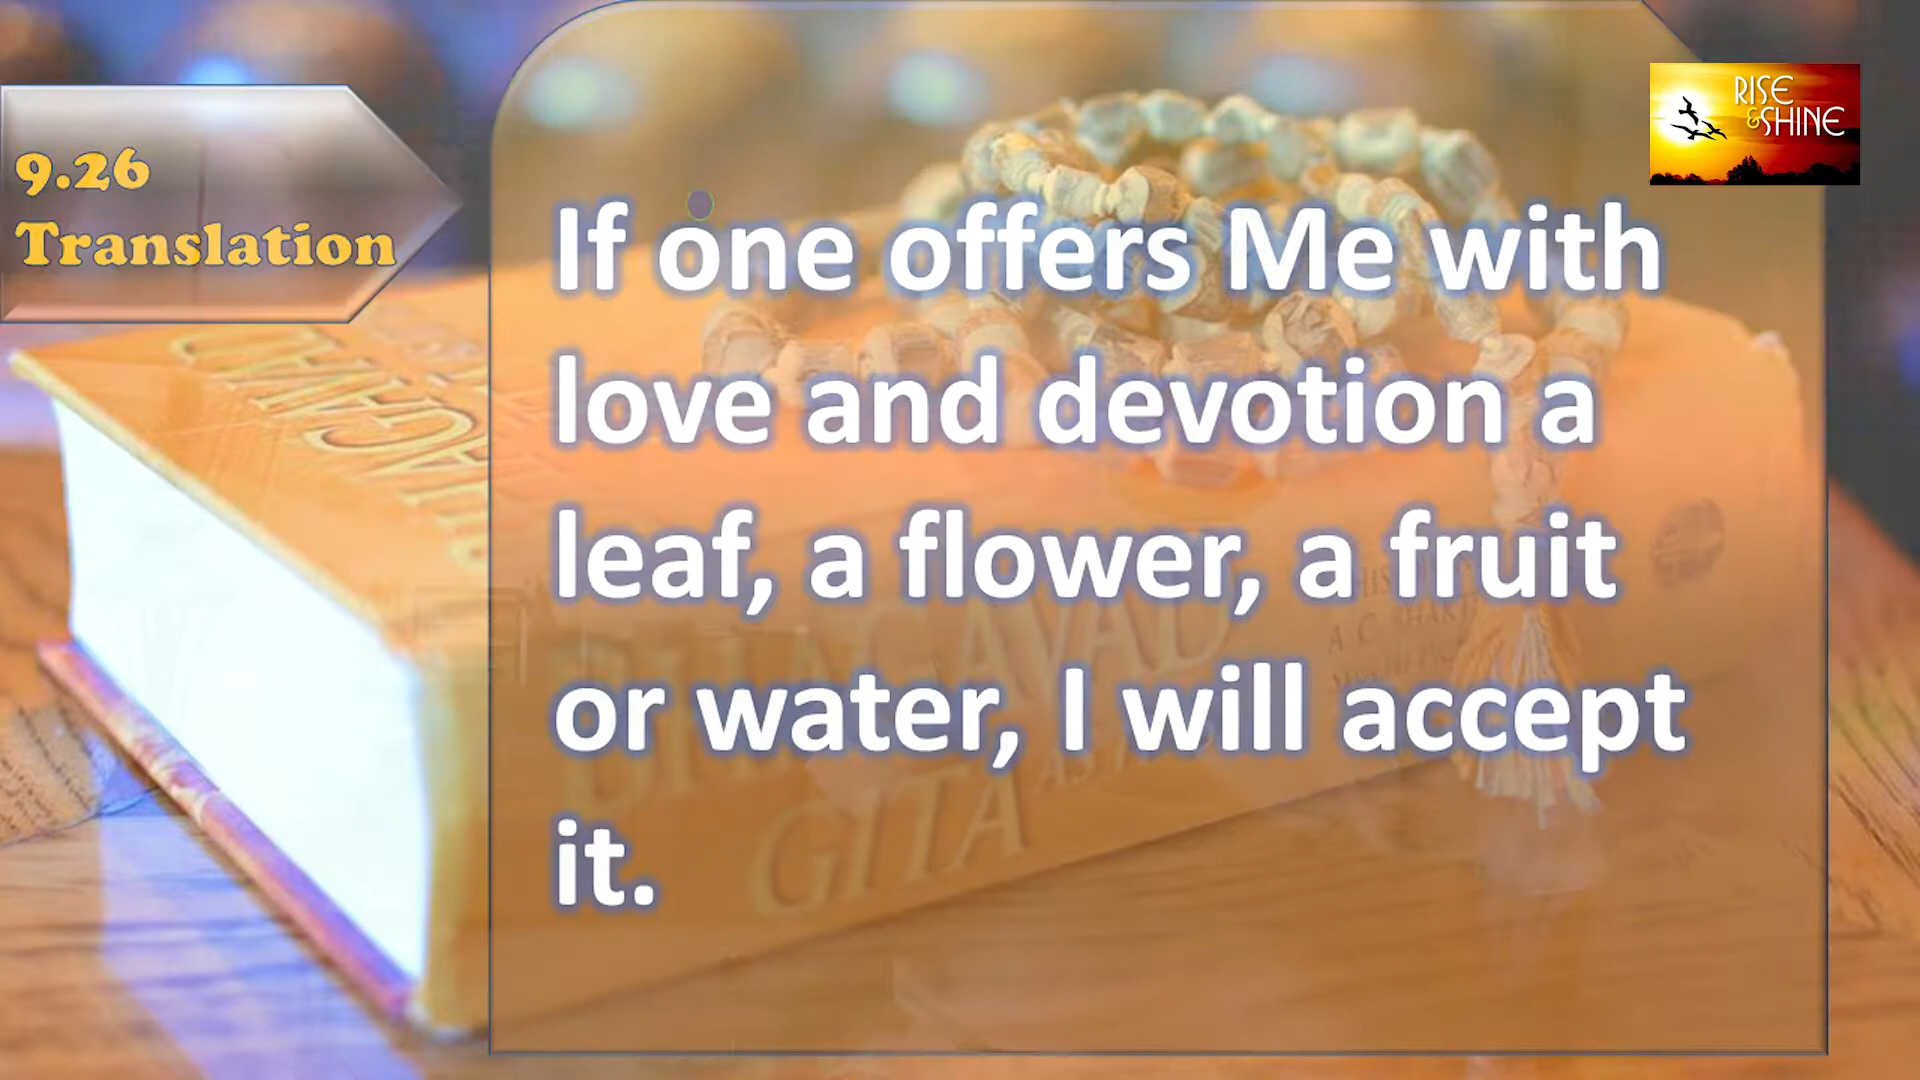 9.26
Translation
RISE
&SHINE
If one offers Me with
love and devotion a
leaf, a flower, a fruit
or water, I will accept
it.
BHAGAVAD
GITA